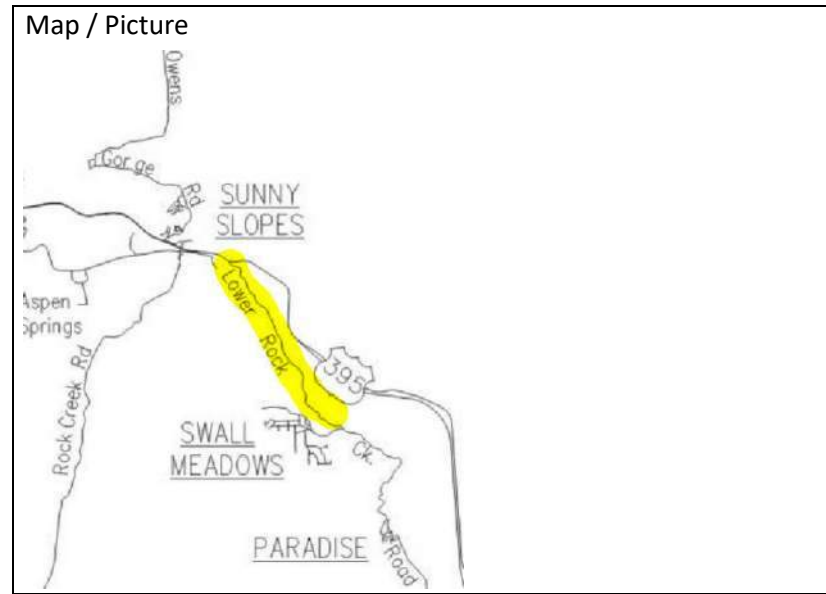 Map / Picture
Owens
Gorge
Rd
SUNNY
SLOPES
Lower
Rock
Aspen
Springs
395
Rock Creek Rd
SWALL
MEADOWS
Ck.
PARADISE
Road